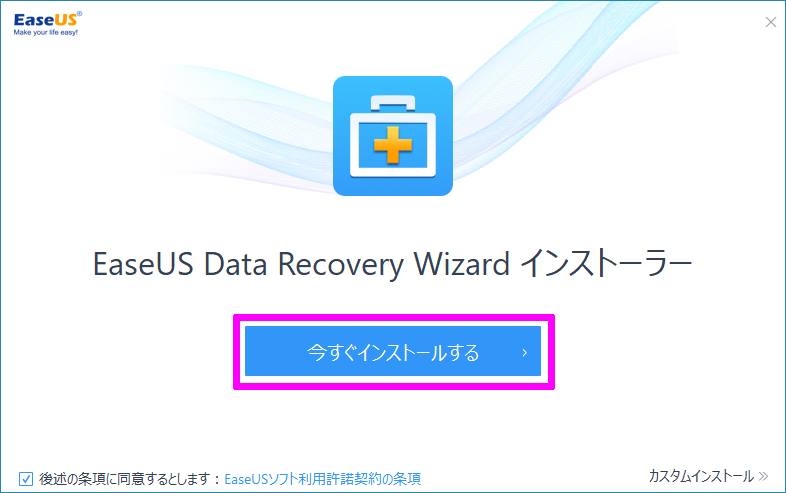 EaseUS®
Make your life easy!
EaseUS Data Recovery Wizard インストーラー
今すぐインストールする
後述の条項に同意するとします：EaseUSソフト利用許諾契約の条項
カスタムインストール